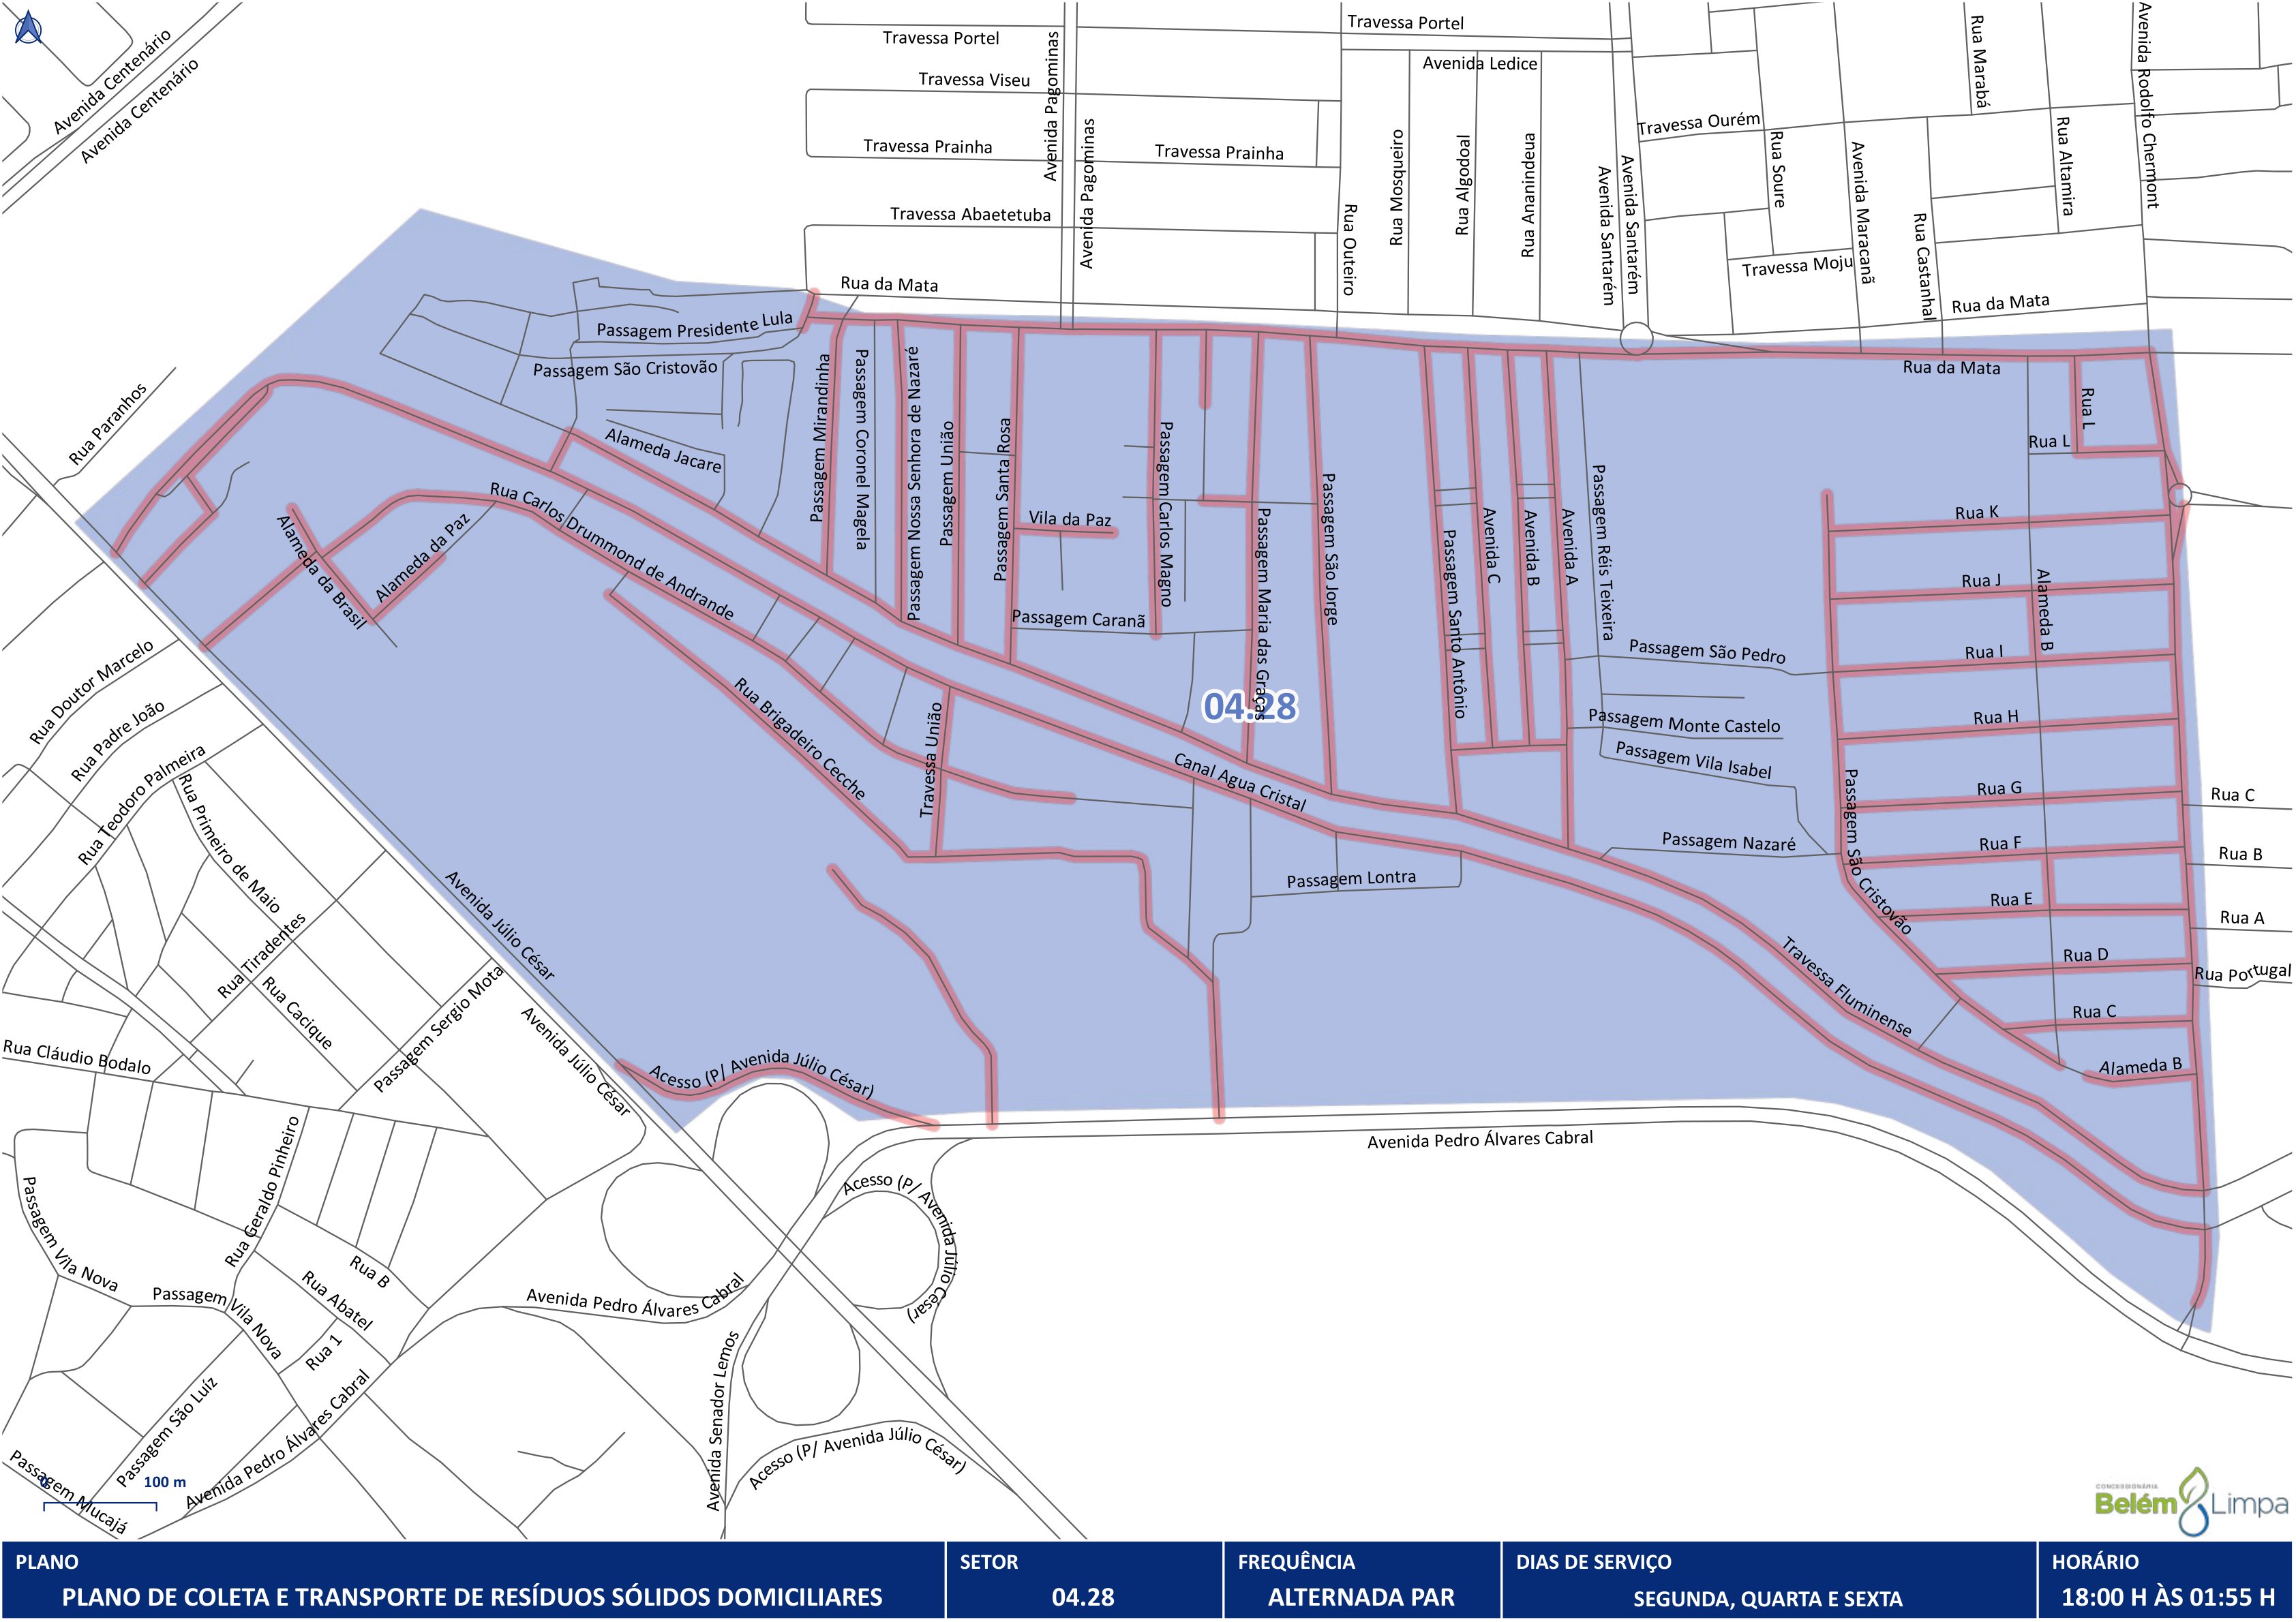 Avenida Centenário
Avenida Centenário
Travessa Portel
Travessa Portel
Avenida Ledice
Travessa Viseu
Travessa Prainha
Travessa Prainha
Travessa Abaetetuba
Avenida Pagominas
Avenida Pagominas
Rua Outeiro
Rua Mosqueiro
Rua Algodoal
Rua Ananindeua
Avenida Santarém
Avenida Santarém
Travessa Ourém
Rua Soure
Travessa Moju
Avenida Maracanã
Rua Castanhal
Rua Marabá
Rua Altamira
Avenida Rodolfo Chermont
Rua da Mata
Rua da Mata
Rua da Mata
Passagem Presidente Lula
Passagem São Cristovão
Alameda Jacare
Rua Paranhos
Passagem Mirandinha
Passagem Coronel Magela
Passagem Nossa Senhora de Nazaré
Passagem União
Passagem Santa Rosa
Vila da Paz
Passagem Caranã
Passagem Carlos Magno
Passagem Maria das Graças
Passagem São Jorge
Passagem Santo Antônio
Avenida C
Avenida B
Avenida A
Passagem Réis Teixeira
Passagem São Pedro
Passagem Monte Castelo
Passagem Vila Isabel
Passagem Nazaré
Passagem São Cristovão
Rua L
Rua L
Rua K
Rua J
Rua I
Rua H
Rua G
Rua F
Rua E
Rua D
Rua C
Alameda B
Alameda B
Rua C
Rua B
Rua A
Rua Portugal
Rua Carlos Drummond de Andrande
Alameda da Paz
Alameda da Brasil
Rua Brigadeiro Cecche
Travessa União
04.28
Canal Agua Cristal
Passagem Lontra
Travessa Fluminense
Rua Doutor Marcelo
Rua Padre João
Rua Teodoro Palmeira
Rua Primeiro de Maio
Rua Tiradentes
Rua Cacique
Passagem Sergio Mota
Avenida Júlio César
Avenida Júlio César
Acesso (P/ Avenida Júlio César)
Avenida Pedro Álvares Cabral
Acesso (P/ Avenida Júlio César)
Rua Cláudio Bodalo
Rua Geraldo Pinheiro
Rua B
Rua Abatel
Rua 1
Passagem Vila Nova
Passagem Vila Nova
Passagem São Luíz
Passagem Mucajá
Avenida Pedro Álvares Cabral
Avenida Pedro Álvares Cabral
Avenida Senador Lemos
Acesso (P/ Avenida Júlio César)
0 100 m
CONCESSIONÁRIA
Belém Limpa
PLANO
PLANO DE COLETA E TRANSPORTE DE RESÍDUOS SÓLIDOS DOMICILIARES
SETOR
04.28
FREQUÊNCIA
ALTERNADA PAR
DIAS DE SERVIÇO
SEGUNDA, QUARTA E SEXTA
HORÁRIO
18:00 H ÀS 01:55 H